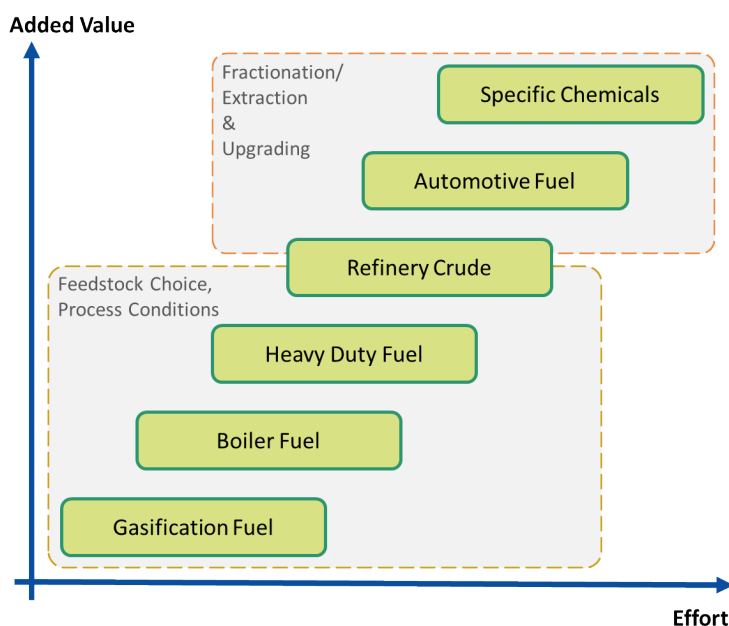 Added Value
Fractionation/
Extraction
&
Upgrading
Specific Chemicals
Automotive Fuel
Refinery Crude
Feedstock Choice,
Process Conditions
Heavy Duty Fuel
Boiler Fuel
Gasification Fuel
Effort